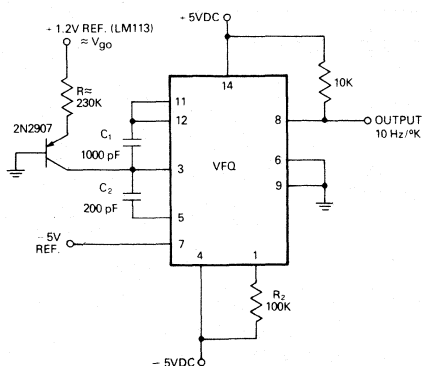 + 5VDC
+ 1.2V REF. (LM113)
≈ Vgo
R≈
230K
2N2907
11
12
C1
1000 pF
3
C2
200 pF
5
– 5V
REF.
7
14
VFQ
4
1
8
6
9
10K
OUTPUT
10 Hz/°K
R2
100K
– 5VDC